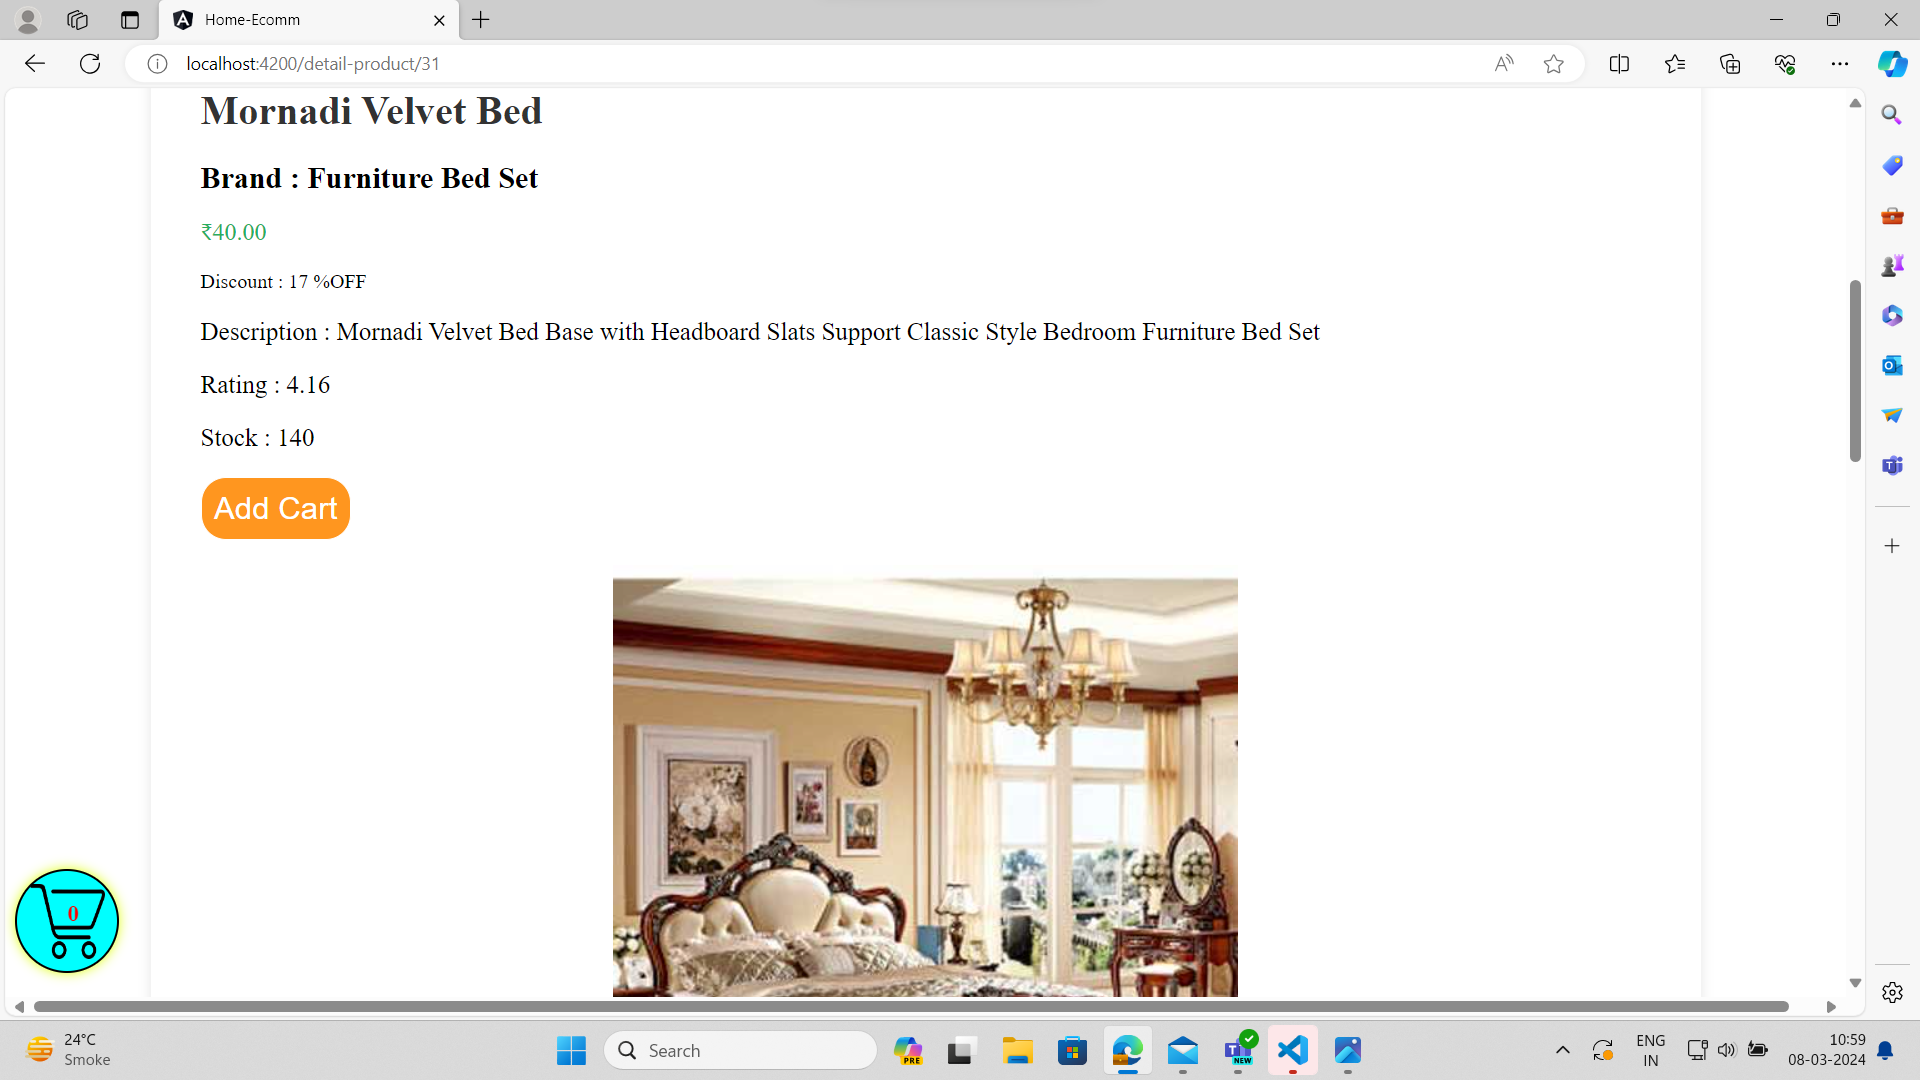 Home-Ecomm
localhost:4200/detail-product/31
Mornadi Velvet Bed
Brand : Furniture Bed Set
₹40.00
Discount : 17 %OFF
Description : Mornadi Velvet Bed Base with Headboard Slats Support Classic Style Bedroom Furniture Bed Set
Rating : 4.16
Stock : 140
Add Cart
0
24°C
Smoke
Search
PRE
NEW
ENG
IN
10:59
08-03-2024